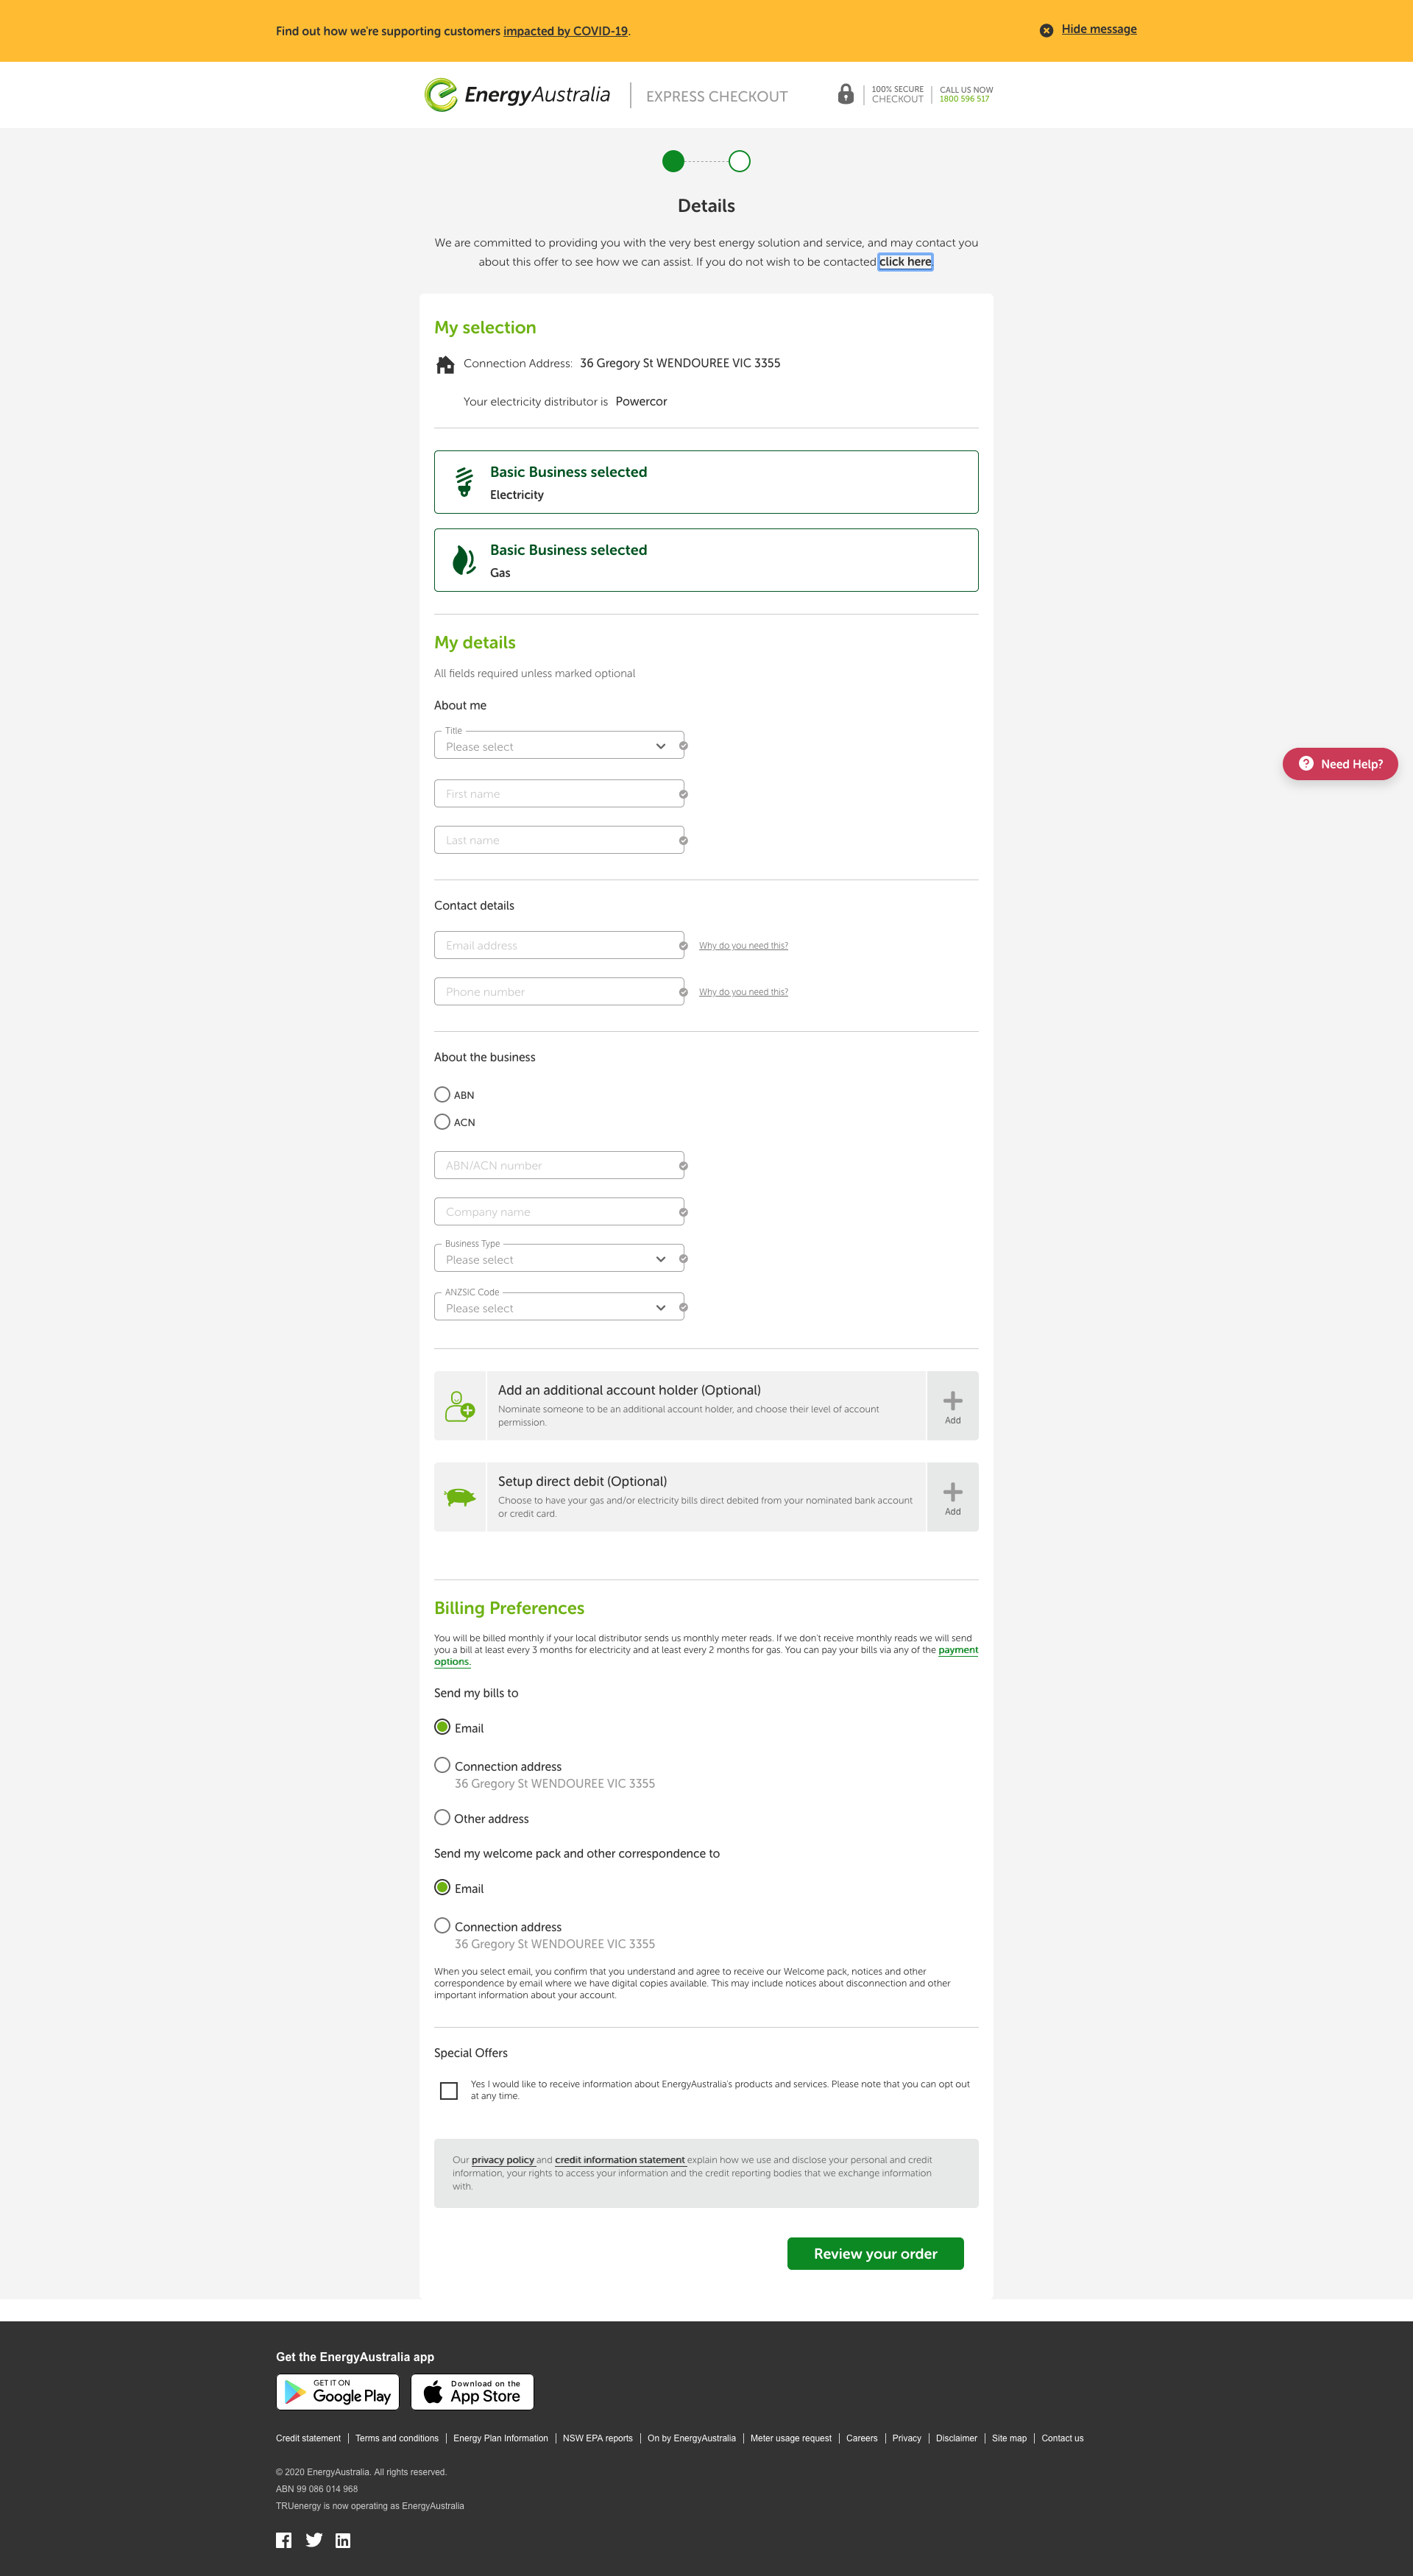 Find out how we're supporting customers impacted by COVID-19.
Hide message
EnergyAustralia
EXPRESS CHECKOUT
100% SECURE
CHECKOUT
CALL US NOW
1800 596 517
Details
We are committed to providing you with the very best energy solution and service, and may contact you
about this offer to see how we can assist. If you do not wish to be contacted click here
My selection
Connection Address: 36 Gregory St WENDOUREE VIC 3355
Your electricity distributor is Powercor
Basic Business selected
Electricity
Basic Business selected
Gas
My details
All fields required unless marked optional
About me
Title
Please select
First name
Last name
Need Help?
Contact details
Email address
Why do you need this?
Phone number
Why do you need this?
About the business
ABN
ACN
ABN/ACN number
Company name
Business Type
Please select
ANZSIC Code
Please select
Add an additional account holder (Optional)
Nominate someone to be an additional account holder, and choose their level of account
permission.
Add
Setup direct debit (Optional)
Choose to have your gas and/or electricity bills direct debited from your nominated bank account
or credit card.
Add
Billing Preferences
You will be billed monthly if your local distributor sends us monthly meter reads. If we don't receive monthly reads we will send
you a bill at least every 3 months for electricity and at least every 2 months for gas. You can pay your bills via any of the payment
options.
Send my bills to
Email
Connection address
36 Gregory St WENDOUREE VIC 3355
Other address
Send my welcome pack and other correspondence to
Email
Connection address
36 Gregory St WENDOUREE VIC 3355
When you select email, you confirm that you understand and agree to receive our Welcome pack, notices and other
correspondence by email where we have digital copies available. This may include notices about disconnection and other
important information about your account.
Special Offers
Yes I would like to receive information about EnergyAustralia's products and services. Please note that you can opt out
at any time.
Our privacy policy and credit information statement explain how we use and disclose your personal and credit
information, your rights to access your information and the credit reporting bodies that we exchange information
with.
Review your order
Get the EnergyAustralia app
GET IT ON
Google Play
Download on the
App Store
Credit statement
Terms and conditions
Energy Plan Information
NSW EPA reports
On by EnergyAustralia
Meter usage request
Careers
Privacy
Disclaimer
Site map
Contact us
© 2020 EnergyAustralia. All rights reserved.
ABN 99 086 014 968
TRUenergy is now operating as EnergyAustralia